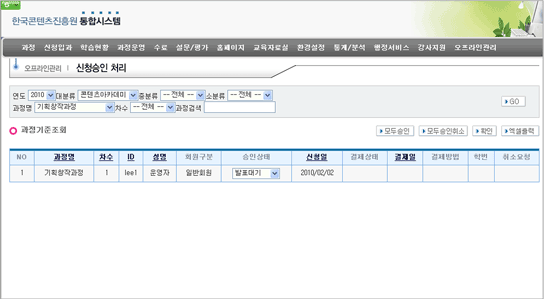 한국콘텐츠진흥원 통합시스템
과정 신청입과 학습현황 과정운영 수료 설문/평가 홈페이지 교육자료실 환경설정 통계/분석 행정서비스 강사지원 오프라인관리
오프라인관리 | 신청승인 처리
연도 2010 대분류 콘텐츠아카데미 중분류 -- 전체 -- 소분류 -- 전체 --
과정명 기획창작과정 차수 -- 전체 -- 과정검색
GO
과정기준조회 모두승인 모두승인취소 확인 엑셀출력
NO 과정명 차수 ID 성명 회원구분 승인상태 신청일 결제상태 결제일 결제방법 학번 취소요청
1 기획창작과정 1 lee1 운영자 일반회원 발표대기 2010/02/02